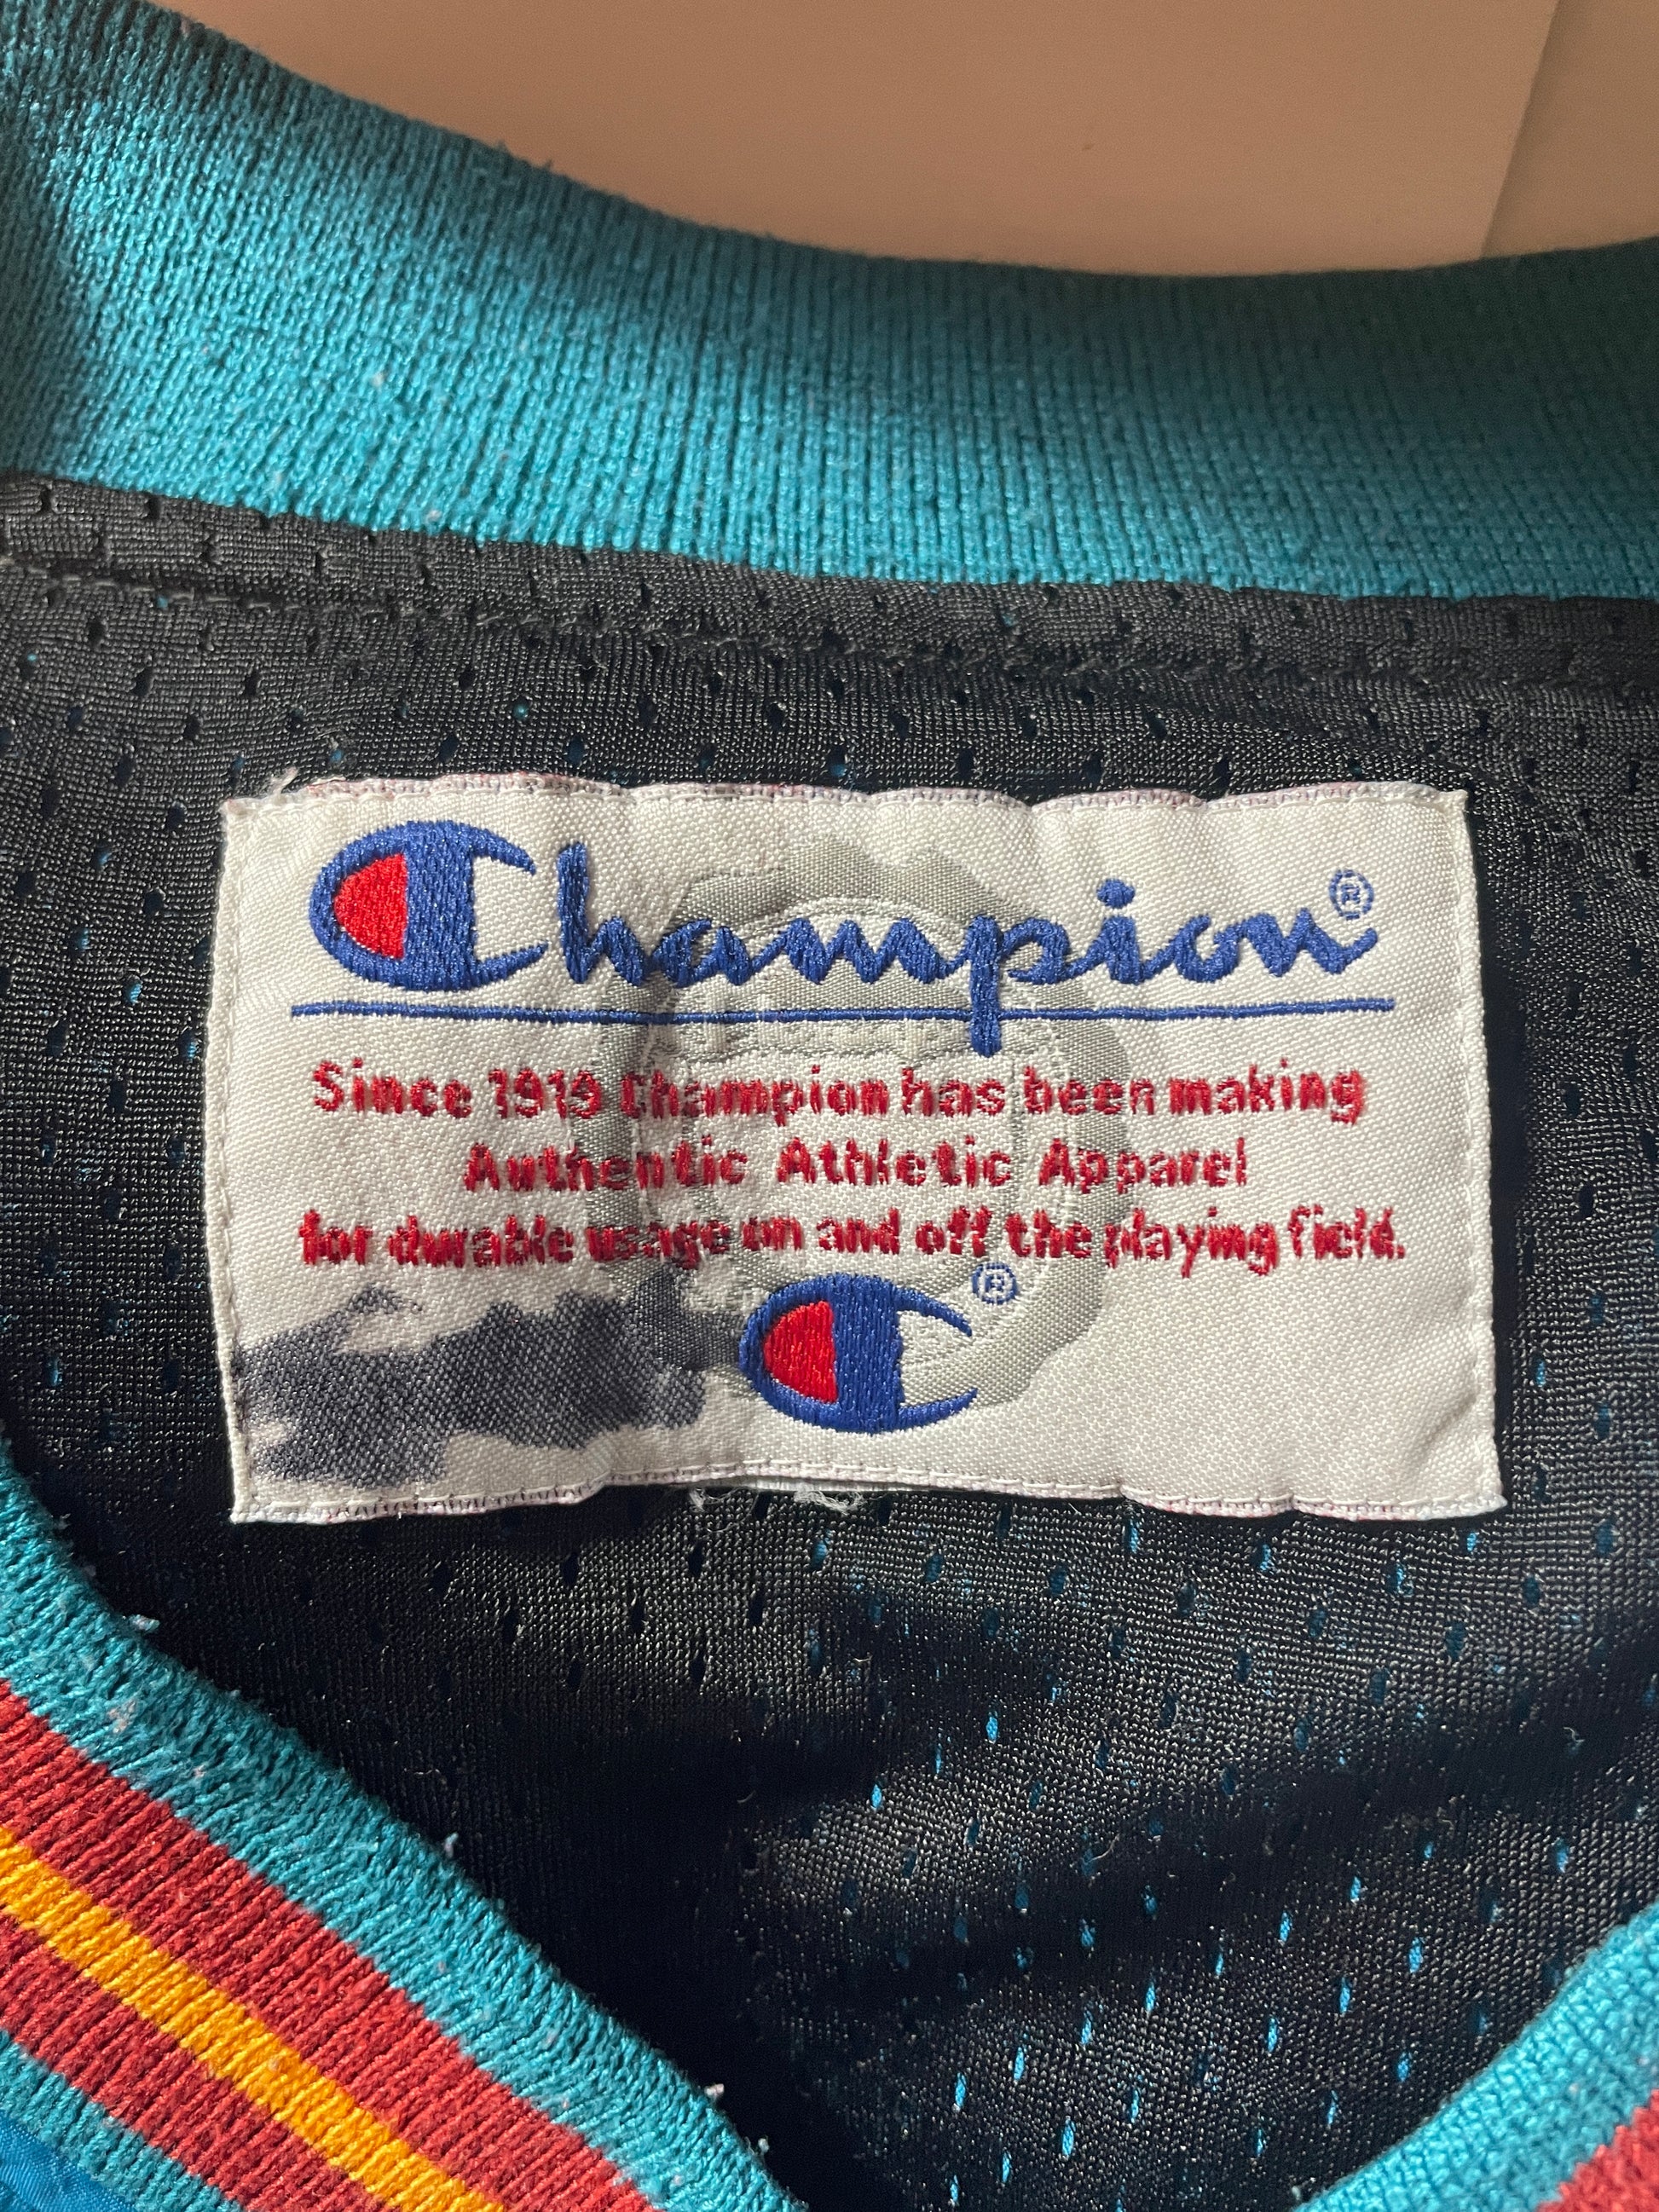 Champion®
Since 1919 Champion has been making
Authentic Athletic Apparel
for durable usage on and off the playing field.
®